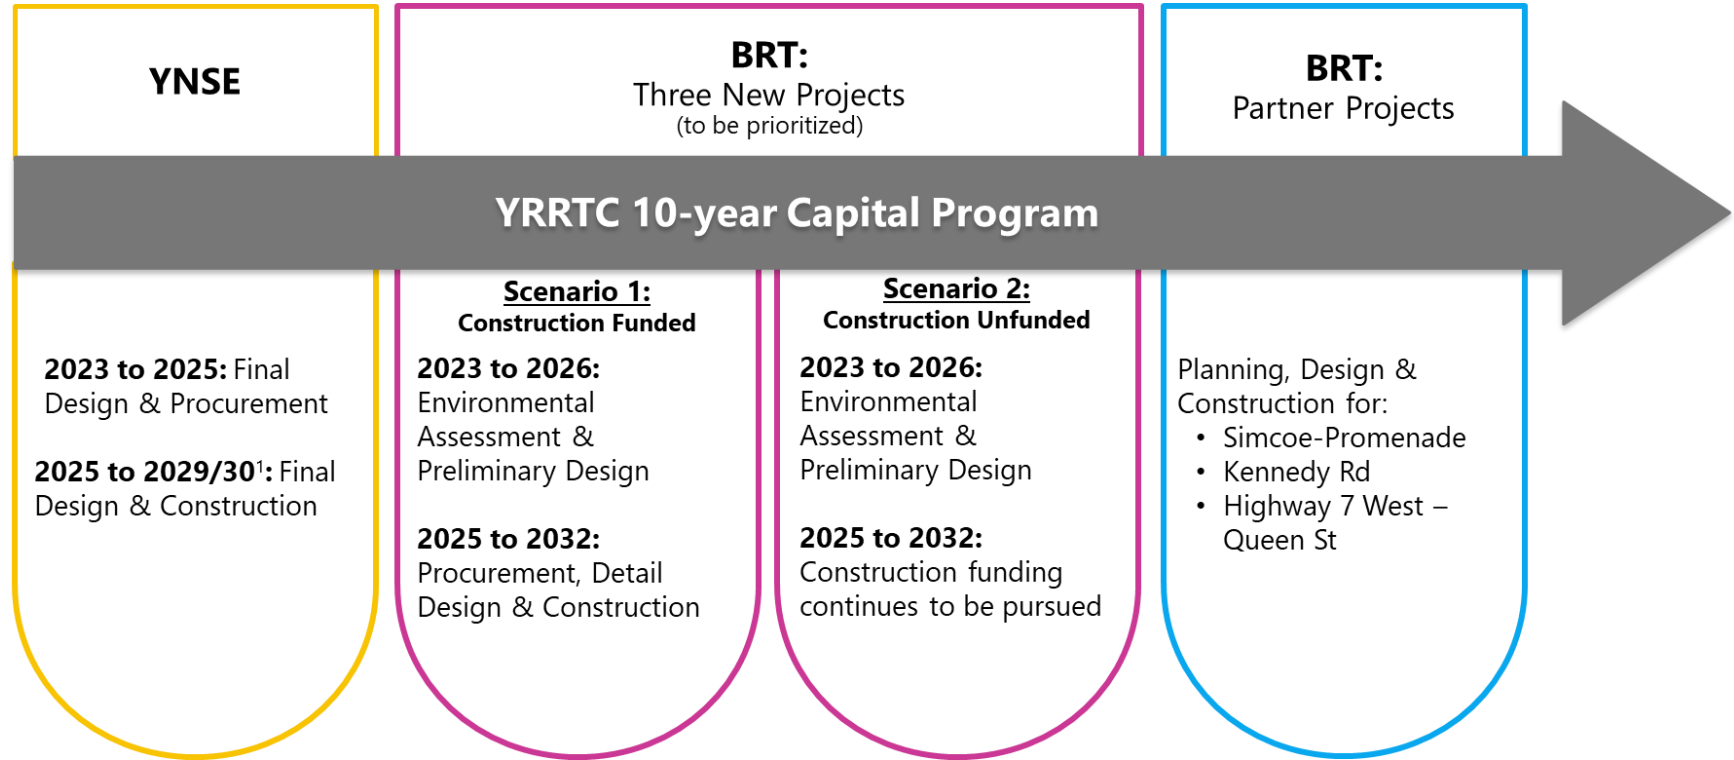 YNSE
BRT:
Three New Projects
(to be prioritized)
BRT:
Partner Projects
YRRTC 10-year Capital Program
2023 to 2025: Final
Design & Procurement
2025 to 2029/30¹: Final
Design & Construction
Scenario 1:
Construction Funded
2023 to 2026:
Environmental
Assessment &
Preliminary Design
2025 to 2032:
Procurement, Detail
Design & Construction
Scenario 2:
Construction Unfunded
2023 to 2026:
Environmental
Assessment &
Preliminary Design
2025 to 2032:
Construction funding
continues to be pursued
Planning, Design &
Construction for:
• Simcoe-Promenade
• Kennedy Rd
• Highway 7 West –
Queen St